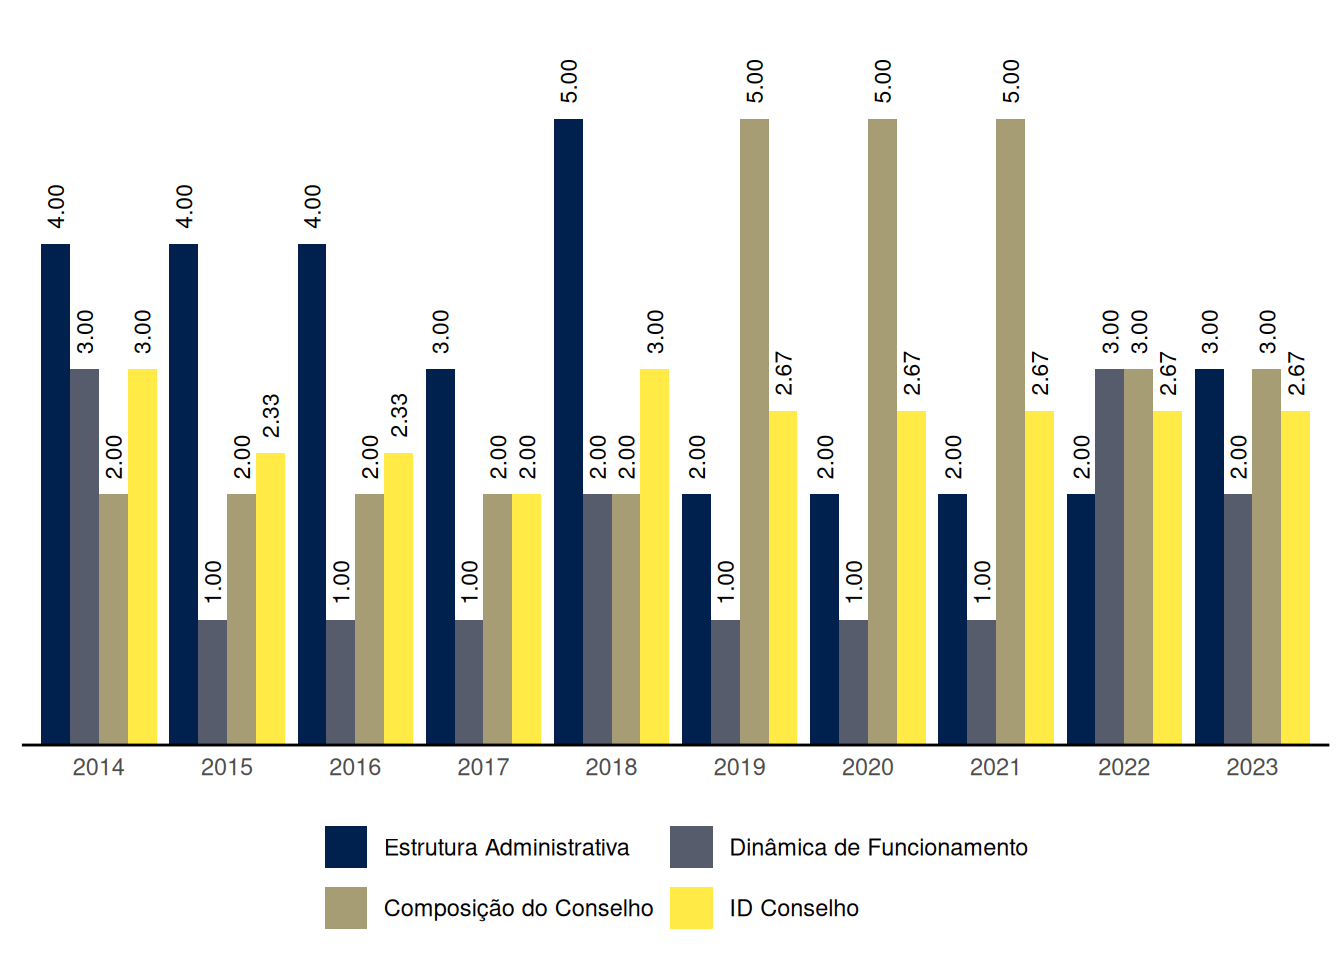 5.00 5.00 5.00 5.00
4.00 4.00 4.00
3.00 3.00 3.00 3.00 3.00 3.00 3.00 3.00
2.67 2.67 2.67 2.67 2.67
2.33 2.33
2.00 2.00 2.00 2.00 2.00 2.00 2.00 2.00 2.00 2.00 2.00 2.00
1.00 1.00 1.00 1.00 1.00 1.00
2014 2015 2016 2017 2018 2019 2020 2021 2022 2023
Estrutura Administrativa Dinâmica de Funcionamento
Composição do Conselho ID Conselho